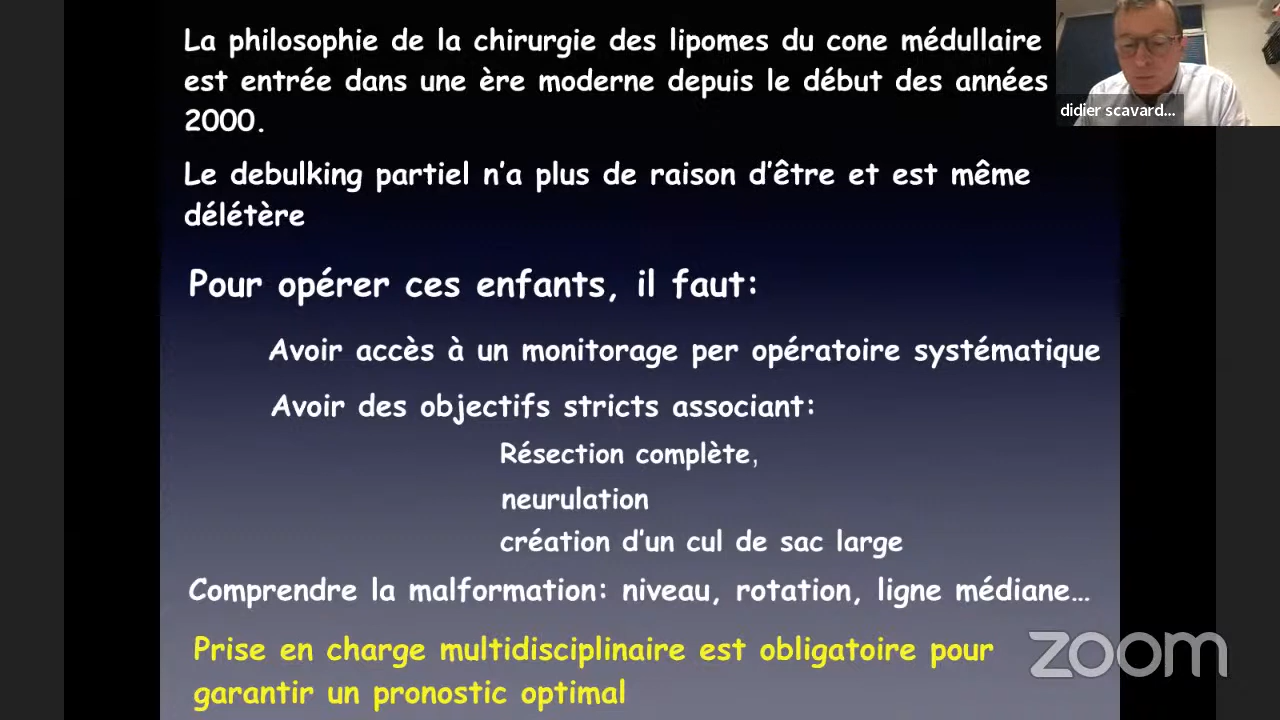 La philosophie de la chirurgie des lipomes du cone médullaire
est entrée dans une ère moderne depuis le début des années
2000.
Le debulking partiel n'a plus de raison d'être et est même
délétère
Pour opérer ces enfants, il faut:
Avoir accès à un monitorage per opératoire systématique
Avoir des objectifs stricts associant:
Résection complète,
neurulation
création d'un cul de sac large
Comprendre la malformation: niveau, rotation, ligne médiane...
Prise en charge multidisciplinaire est obligatoire pour
garantir un pronostic optimal
didier scavard...
zoom